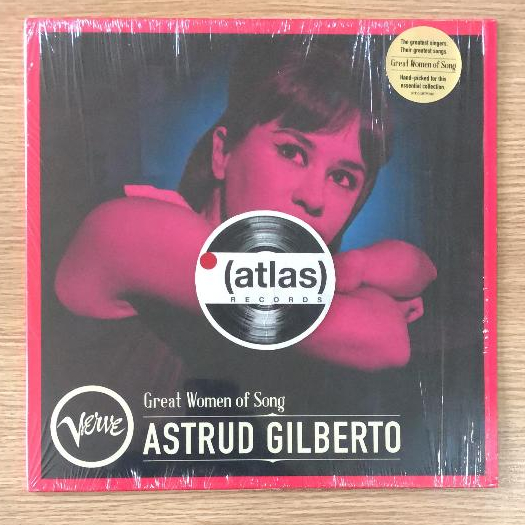 The greatest singers.
Their greatest songs.
Great Women of Song
Hand-picked for this
essential collection.
(atlas)
RECORDS
Great Women of Song
Verve
ASTRUD GILBERTO